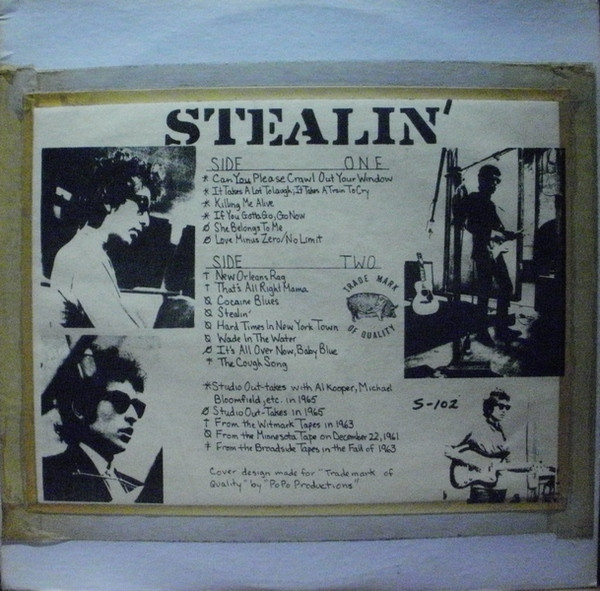 STEALIN'
SIDE ONE
* Can You Please Crawl Out Your Window
* It Takes A Lot To Laugh, It Takes A Train To Cry
* Killing Me Alive
* If You Gotta Go, Go Now
ø She Belongs To Me
ø Love Minus Zero/No Limit
SIDE TWO
† New Orleans Rag
† That's All Right Mama
Cocaine Blues
Stealin'
Hard Times In New York Town
Wade In The Water
ø It's All Over Now, Baby Blue
‡ The Cough Song
TRADE MARK
OF QUALITY
* Studio Out-takes with Al Kooper, Michael
Bloomfield, etc. in 1965
ø Studio Out-Takes in 1965
† From the Witmark Tapes in 1963
From the Minnesota Tape on December 22, 1961
‡ From the Broadside Tapes in the Fall of 1963
S-102
Cover design made for "Trademark of
Quality" by "PoPo Productions"